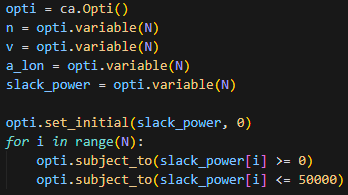 opti = ca.Opti()
n = opti.variable(N)
v = opti.variable(N)
a_lon = opti.variable(N)
slack_power = opti.variable(N)
opti.set_initial(slack_power, 0)
for i in range(N):
    opti.subject_to(slack_power[i] >= 0)
    opti.subject_to(slack_power[i] <= 50000)